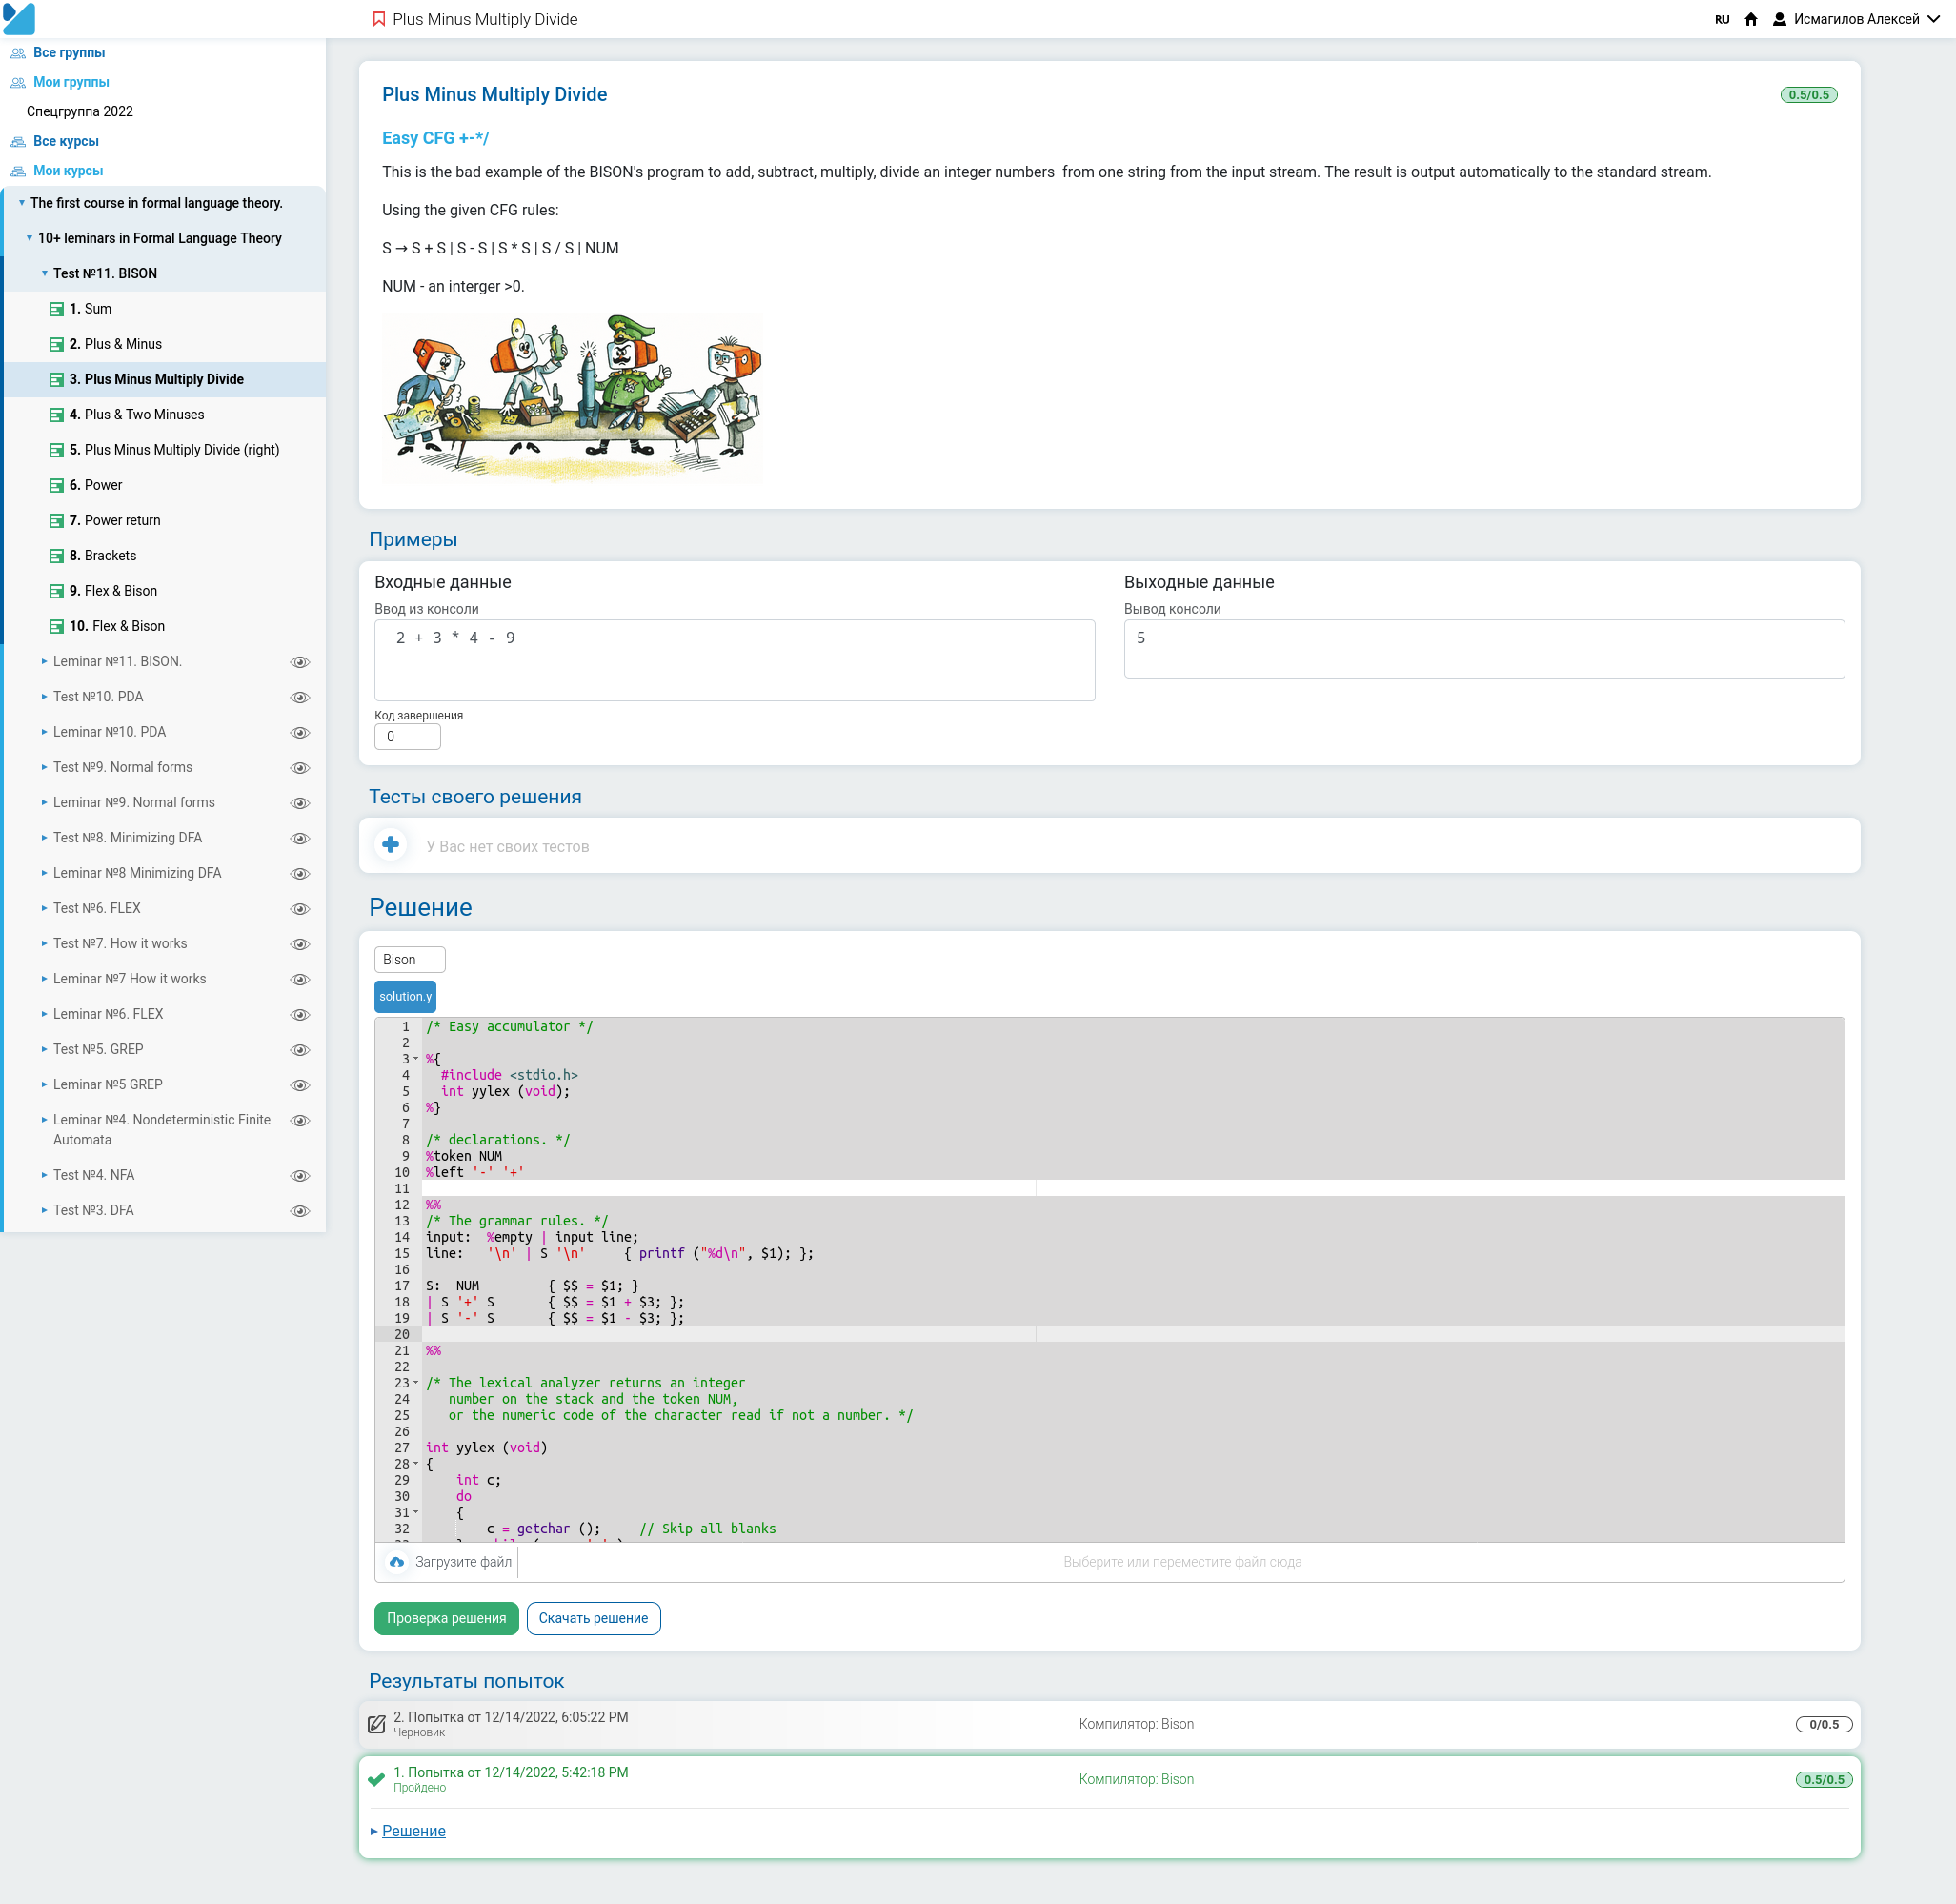 Plus Minus Multiply Divide
RU
Исмагилов Алексей
Все группы
Мои группы
Спецгруппа 2022
Все курсы
Мои курсы
The first course in formal language theory.
10+ leminars in Formal Language Theory
Test №11. BISON
1. Sum
2. Plus & Minus
3. Plus Minus Multiply Divide
4. Plus & Two Minuses
5. Plus Minus Multiply Divide (right)
6. Power
7. Power return
8. Brackets
9. Flex & Bison
10. Flex & Bison
Leminar №11. BISON.
Test №10. PDA
Leminar №10. PDA
Test №9. Normal forms
Leminar №9. Normal forms
Test №8. Minimizing DFA
Leminar №8 Minimizing DFA
Test №6. FLEX
Test №7. How it works
Leminar №7 How it works
Leminar №6. FLEX
Test №5. GREP
Leminar №5 GREP
Leminar №4. Nondeterministic Finite
Automata
Test №4. NFA
Test №3. DFA
Plus Minus Multiply Divide
0.5/0.5
Easy CFG +-*/
This is the bad example of the BISON's program to add, subtract, multiply, divide an integer numbers  from one string from the input stream. The result is output automatically to the standard stream.
Using the given CFG rules:
S → S + S | S - S | S * S | S / S | NUM
NUM - an interger >0.
Примеры
Входные данные
Ввод из консоли
2 + 3 * 4 - 9
Код завершения
0
Выходные данные
Вывод консоли
5
Тесты своего решения
У Вас нет своих тестов
Решение
Bison
solution.y
1 /* Easy accumulator */
2
3 %{
4   #include <stdio.h>
5   int yylex (void);
6 %}
7
8 /* declarations. */
9 %token NUM
10 %left '-' '+'
11
12 %%
13 /* The grammar rules. */
14 input:  %empty | input line;
15 line:   '\n' | S '\n'     { printf ("%d\n", $1); };
16
17 S:  NUM         { $$ = $1; }
18 | S '+' S       { $$ = $1 + $3; };
19 | S '-' S       { $$ = $1 - $3; };
20
21 %%
22
23 /* The lexical analyzer returns an integer
24    number on the stack and the token NUM,
25    or the numeric code of the character read if not a number. */
26
27 int yylex (void)
28 {
29     int c;
30     do
31     {
32         c = getchar ();     // Skip all blanks
Загрузите файл
Выберите или переместите файл сюда
Проверка решения
Скачать решение
Результаты попыток
2. Попытка от 12/14/2022, 6:05:22 PM
Черновик
Компилятор: Bison
0/0.5
1. Попытка от 12/14/2022, 5:42:18 PM
Пройдено
Компилятор: Bison
0.5/0.5
Решение